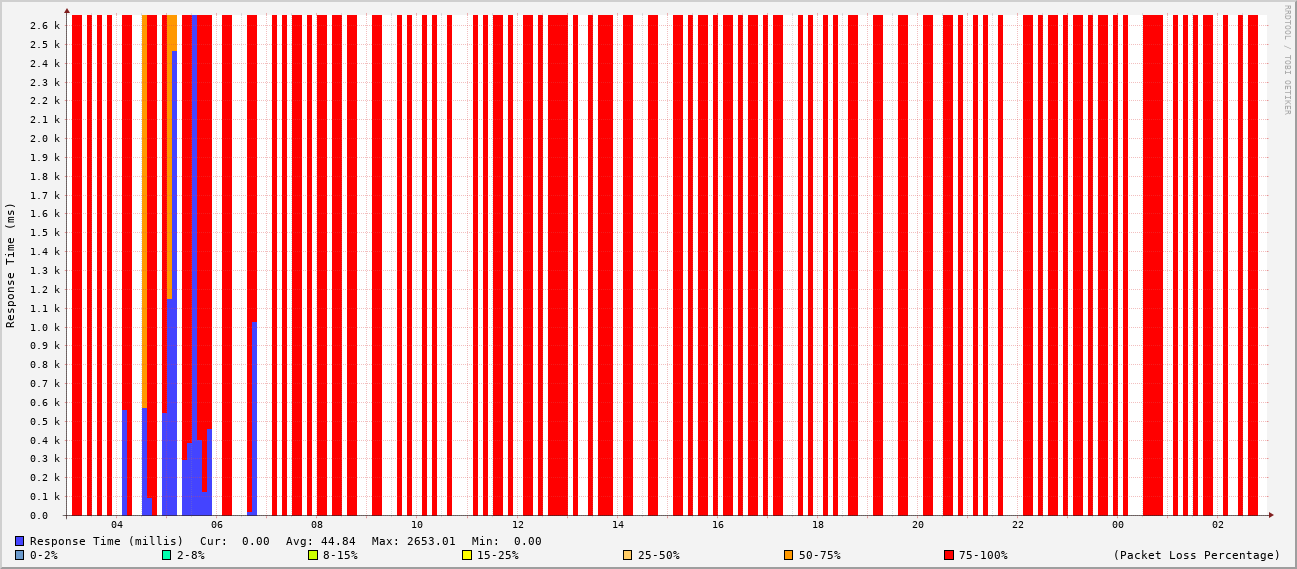 RRDTOOL / TOBI OETIKER
Response Time (ms)
2.6 k
2.5 k
2.4 k
2.3 k
2.2 k
2.1 k
2.0 k
1.9 k
1.8 k
1.7 k
1.6 k
1.5 k
1.4 k
1.3 k
1.2 k
1.1 k
1.0 k
0.9 k
0.8 k
0.7 k
0.6 k
0.5 k
0.4 k
0.3 k
0.2 k
0.1 k
0.0
04 06 08 10 12 14 16 18 20 22 00 02
Response Time (millis) Cur: 0.00 Avg: 44.84 Max: 2653.01 Min: 0.00
0-2% 2-8% 8-15% 15-25% 25-50% 50-75% 75-100% (Packet Loss Percentage)